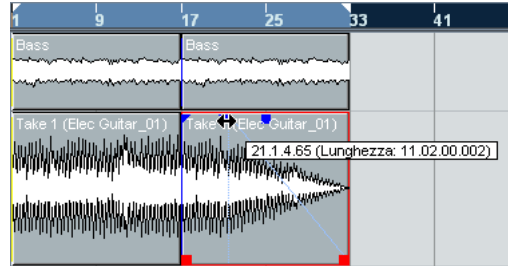 1 9 17 25 33 41
Bass Bass
Take 1 (Elec Guitar_01) Take 1 (Elec Guitar_01)
21.1.4.65 (Lunghezza: 11.02.00.002)